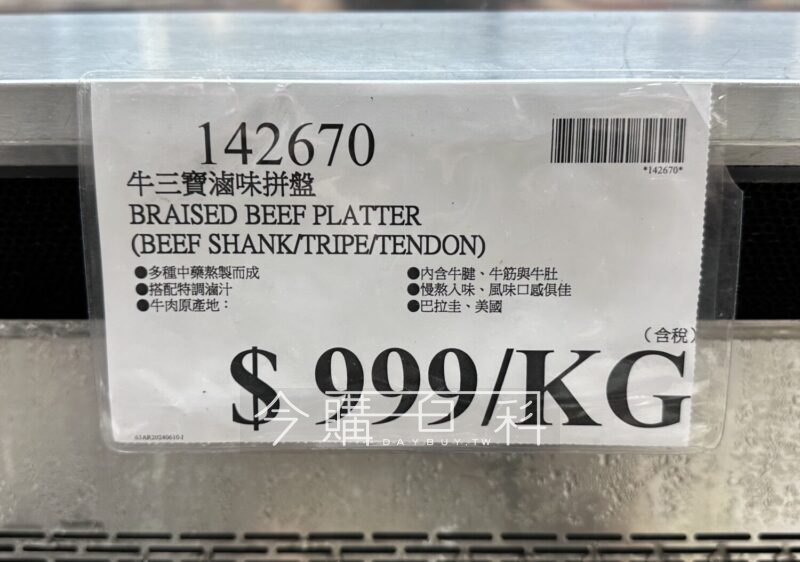 142670
*142670*
牛三寶滷味拼盤
BRAISED BEEF PLATTER
(BEEF SHANK/TRIPE/TENDON)
●多種中藥熬製而成 ●內含牛腱、牛筋與牛肚
●搭配特調滷汁 ●慢熬入味、風味口感俱佳
●牛肉原產地： ●巴拉圭、美國
(含稅)
$ 999/KG
今購百科
DAYBUY.TW